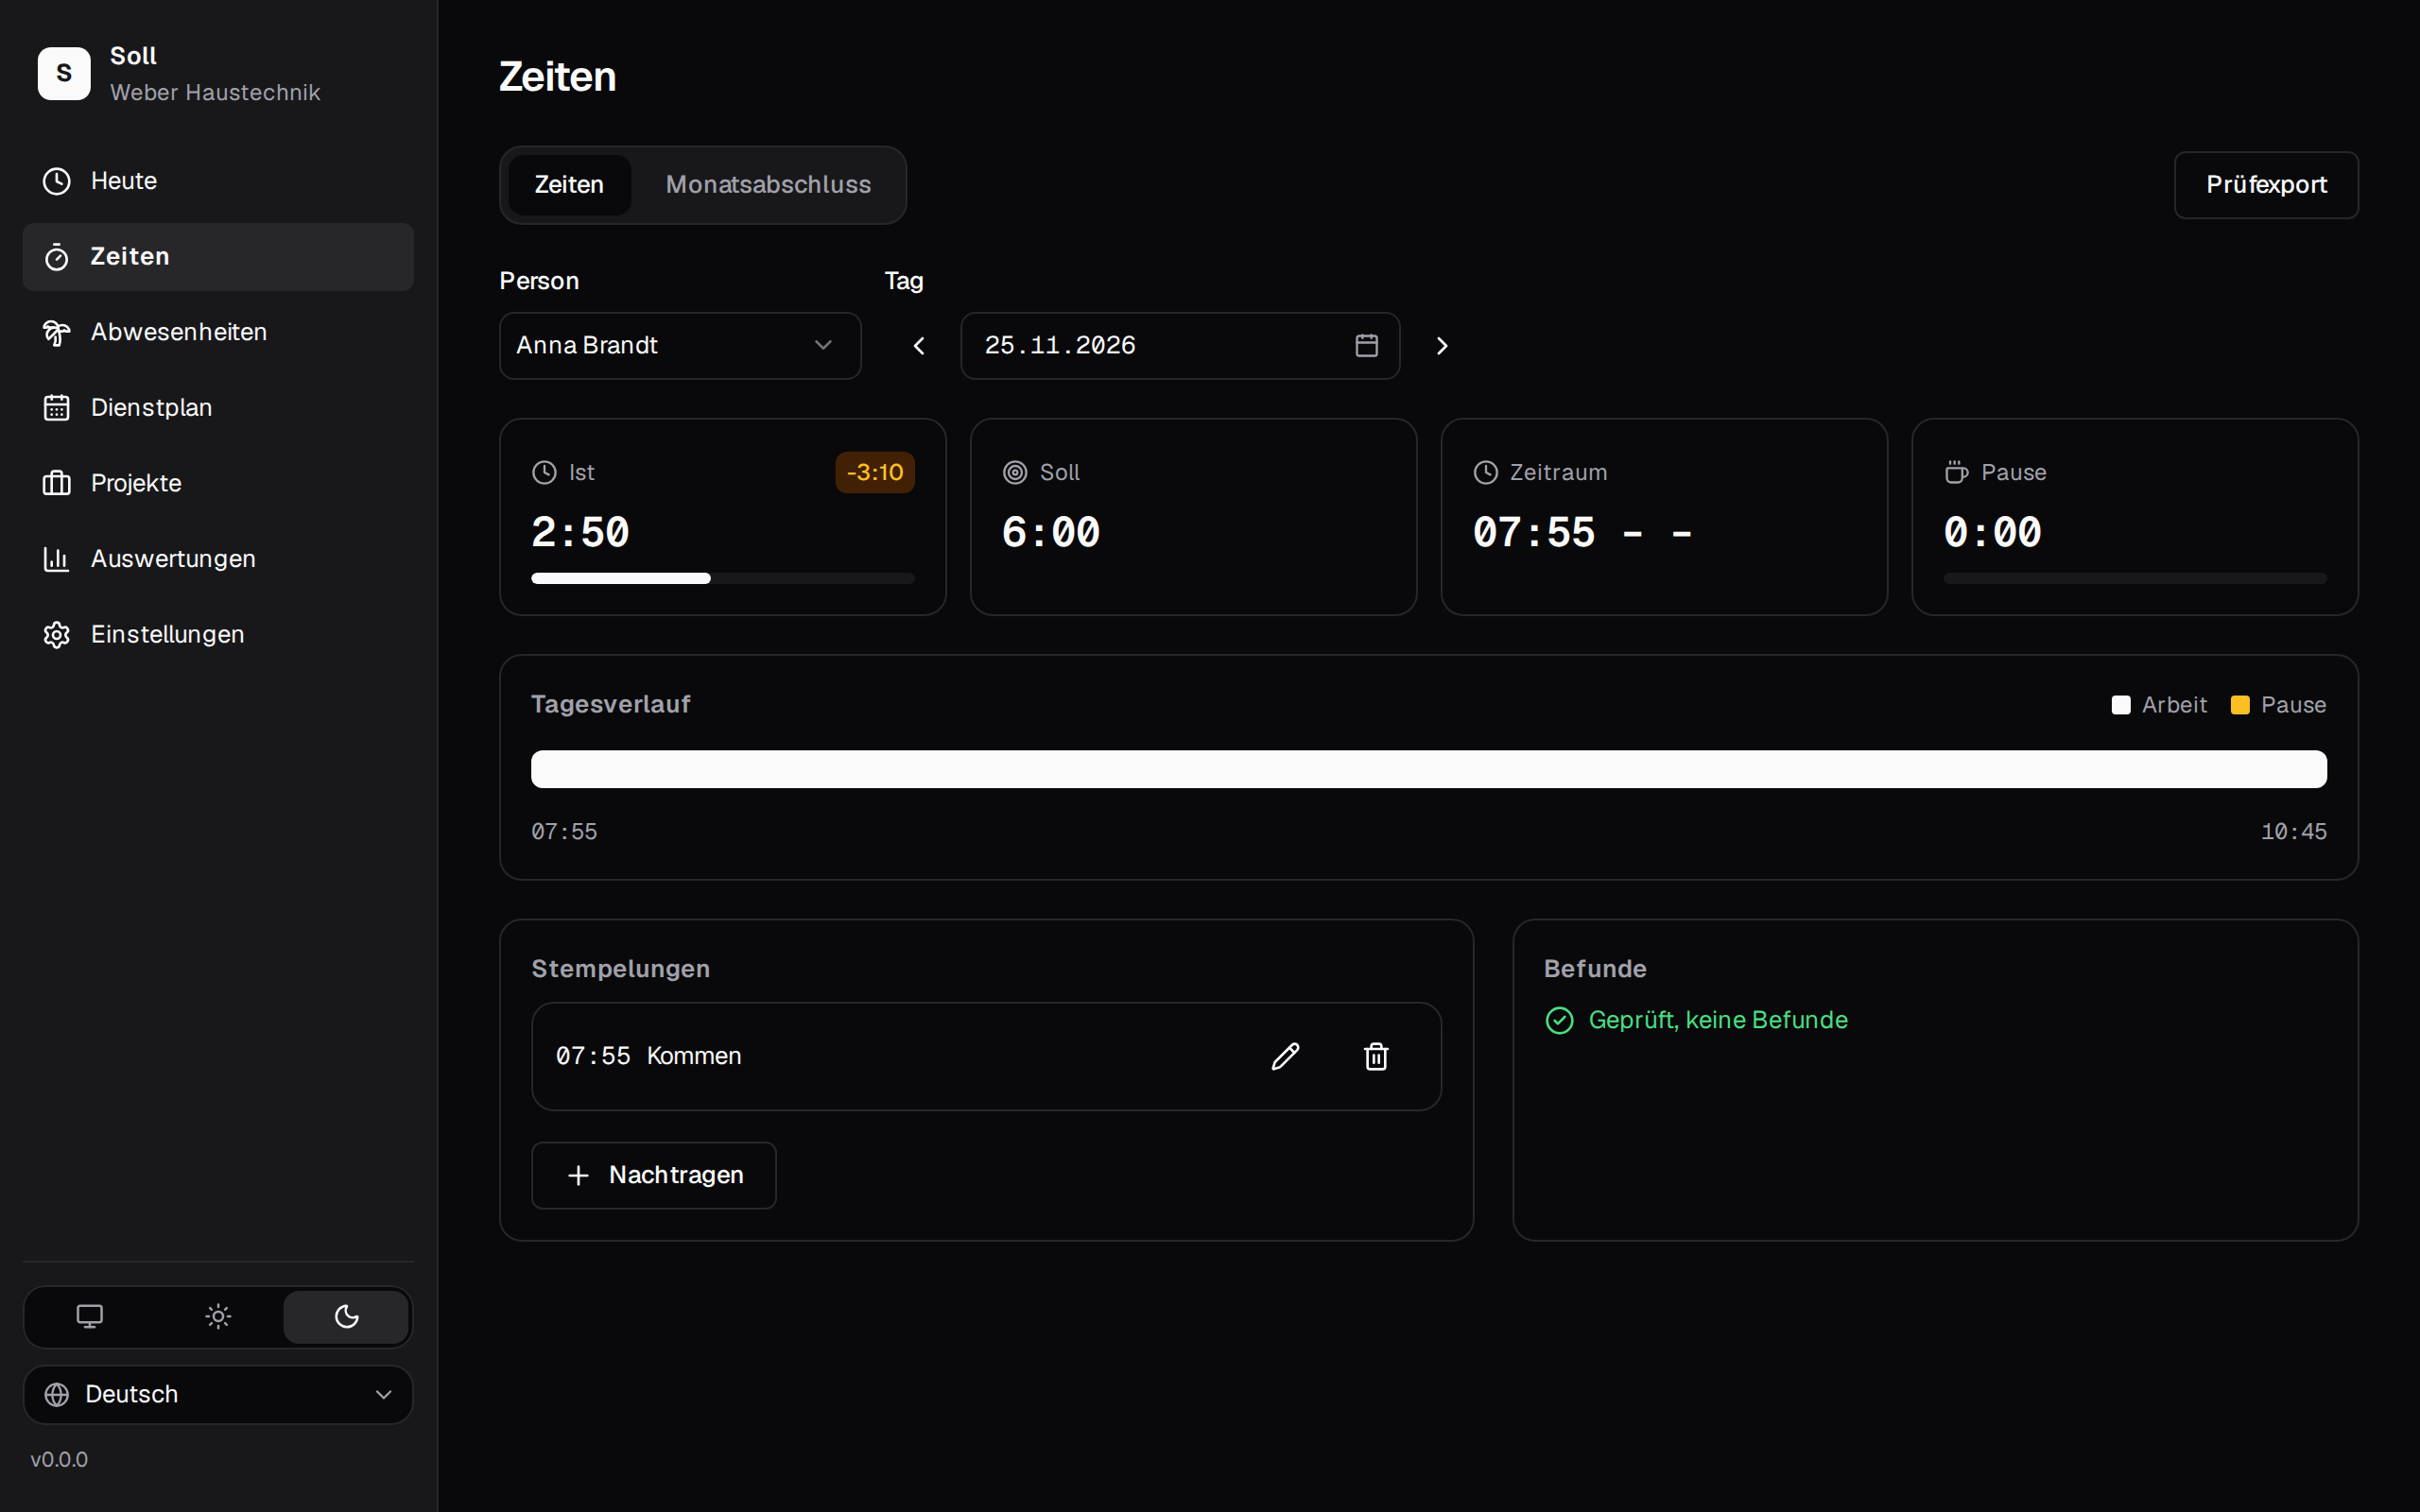 S
Soll
Weber Haustechnik
Heute
Zeiten
Abwesenheiten
Dienstplan
Projekte
Auswertungen
Einstellungen
Deutsch
v0.0.0
Zeiten
Zeiten
Monatsabschluss
Prüfexport
Person
Tag
Anna Brandt
25.11.2026
Ist
-3:10
2:50
Soll
6:00
Zeitraum
07:55 – –
Pause
0:00
Tagesverlauf
Arbeit
Pause
07:55
10:45
Stempelungen
07:55 Kommen
Nachtragen
Befunde
Geprüft, keine Befunde